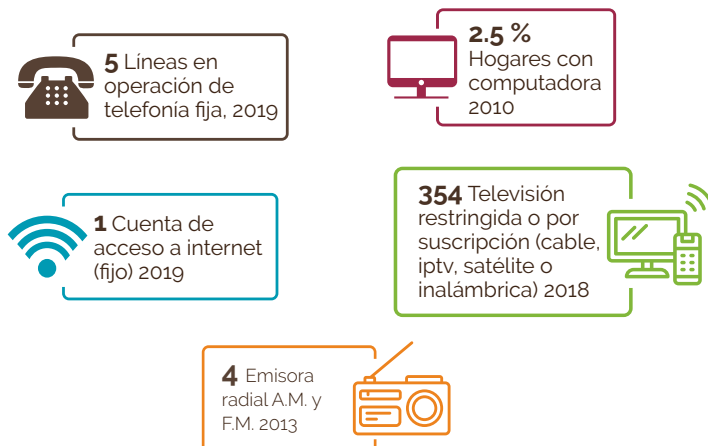 5 Líneas en
operación de
telefonía fija, 2019
2.5 %
Hogares con
computadora
2010
1 Cuenta de
acceso a internet
(fijo) 2019
354 Televisión
restringida o por
suscripción (cable,
iptv, satélite o
inalámbrica) 2018
4 Emisora
radial A.M. y
F.M. 2013